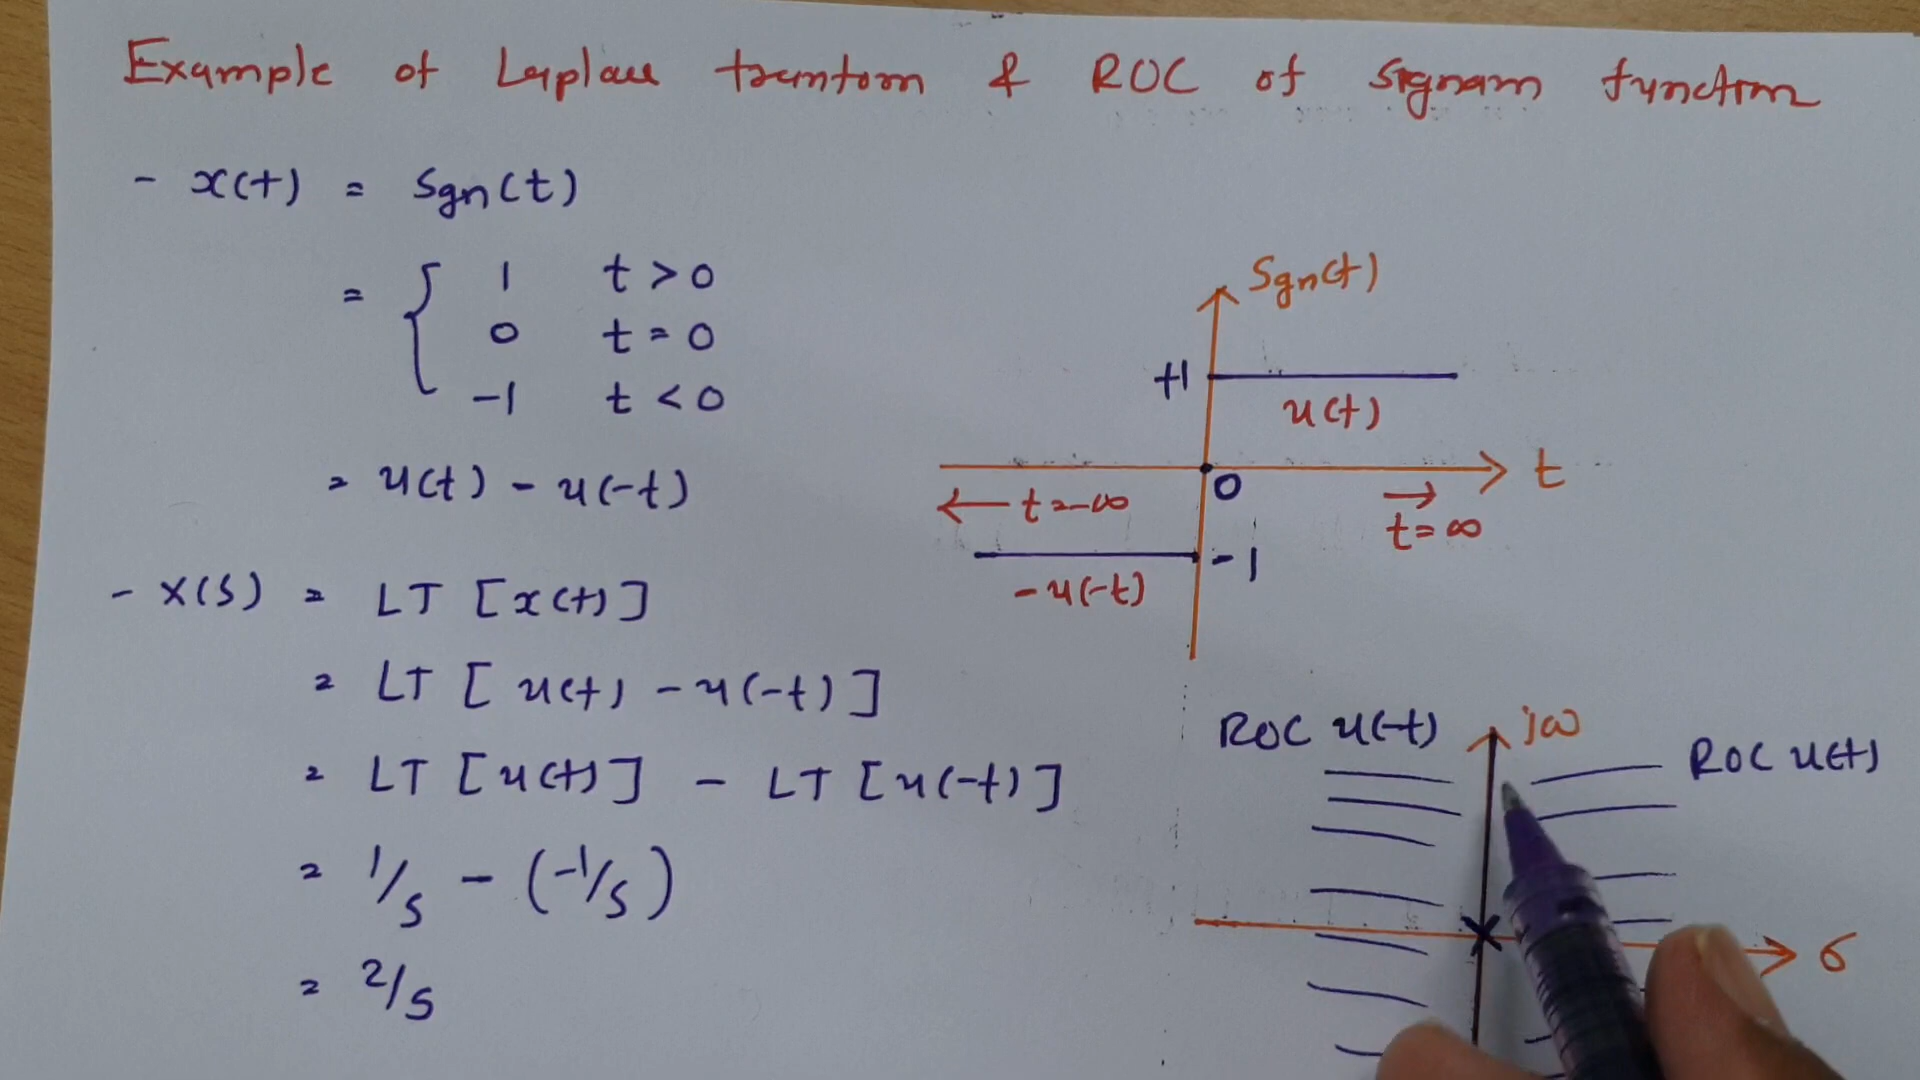 Example of Laplace transform & ROC of signam function
- x(t) = Sgn(t)
= { 1 t > 0
0 t = 0
-1 t < 0
= u(t) - u(-t)
- X(S) = LT [x(t)]
= LT [u(t) - u(-t)]
= LT [u(t)] - LT [u(-t)]
= 1/s - (-1/s)
= 2/s
Sgn(t)
+1
u(t)
0
t
← t=-∞
→
t=∞
-1
-u(-t)
ROC u(-t)
jω
ROC u(t)
σ